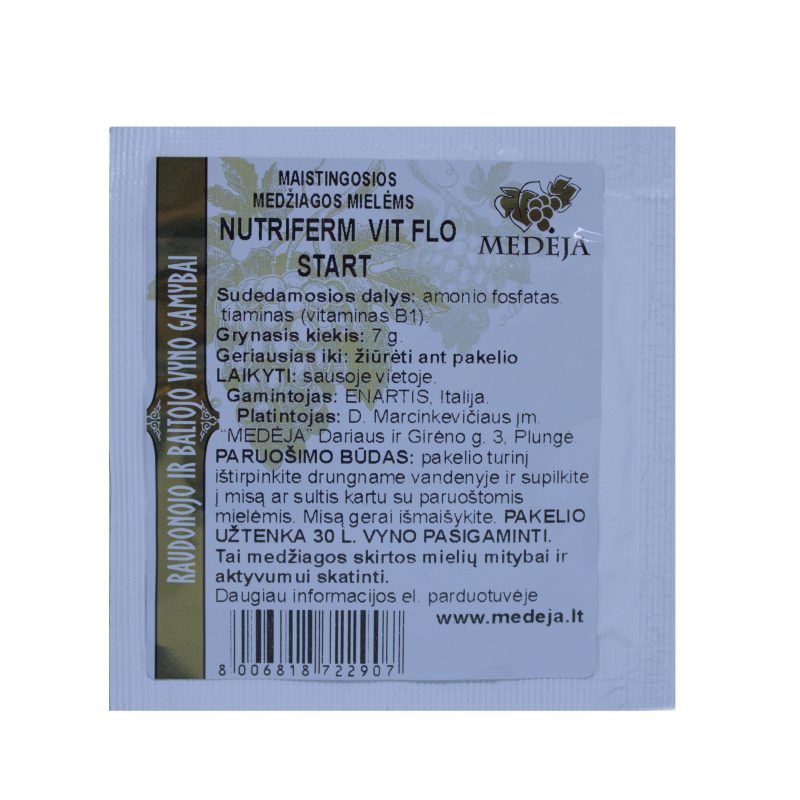 RAUDONOJO IR BALTOJO VYNO GAMYBAI
MAISTINGOSIOS
MEDŽIAGOS MIELĖMS
NUTRIFERM VIT FLO
START
MEDĖJA
Sudedamosios dalys: amonio fosfatas.
tiaminas (vitaminas B1).
Grynasis kiekis: 7 g.
Geriausias iki: žiūrėti ant pakelio
LAIKYTI: sausoje vietoje.
Gamintojas: ENARTIS, Italija.
Platintojas: D. Marcinkevičiaus įm.
“MEDĖJA” Dariaus ir Girėno g. 3, Plungė
PARUOŠIMO BŪDAS: pakelio turinį
ištirpinkite drungname vandenyje ir supilkite
į misą ar sultis kartu su paruoštomis
mielėmis. Misą gerai išmaišykite. PAKELIO
UŽTENKA 30 L. VYNO PASIGAMINTI.
Tai medžiagos skirtos mielių mitybai ir
aktyvumui skatinti.
Daugiau informacijos el. parduotuvėje
www.medeja.lt
8 006818 722907